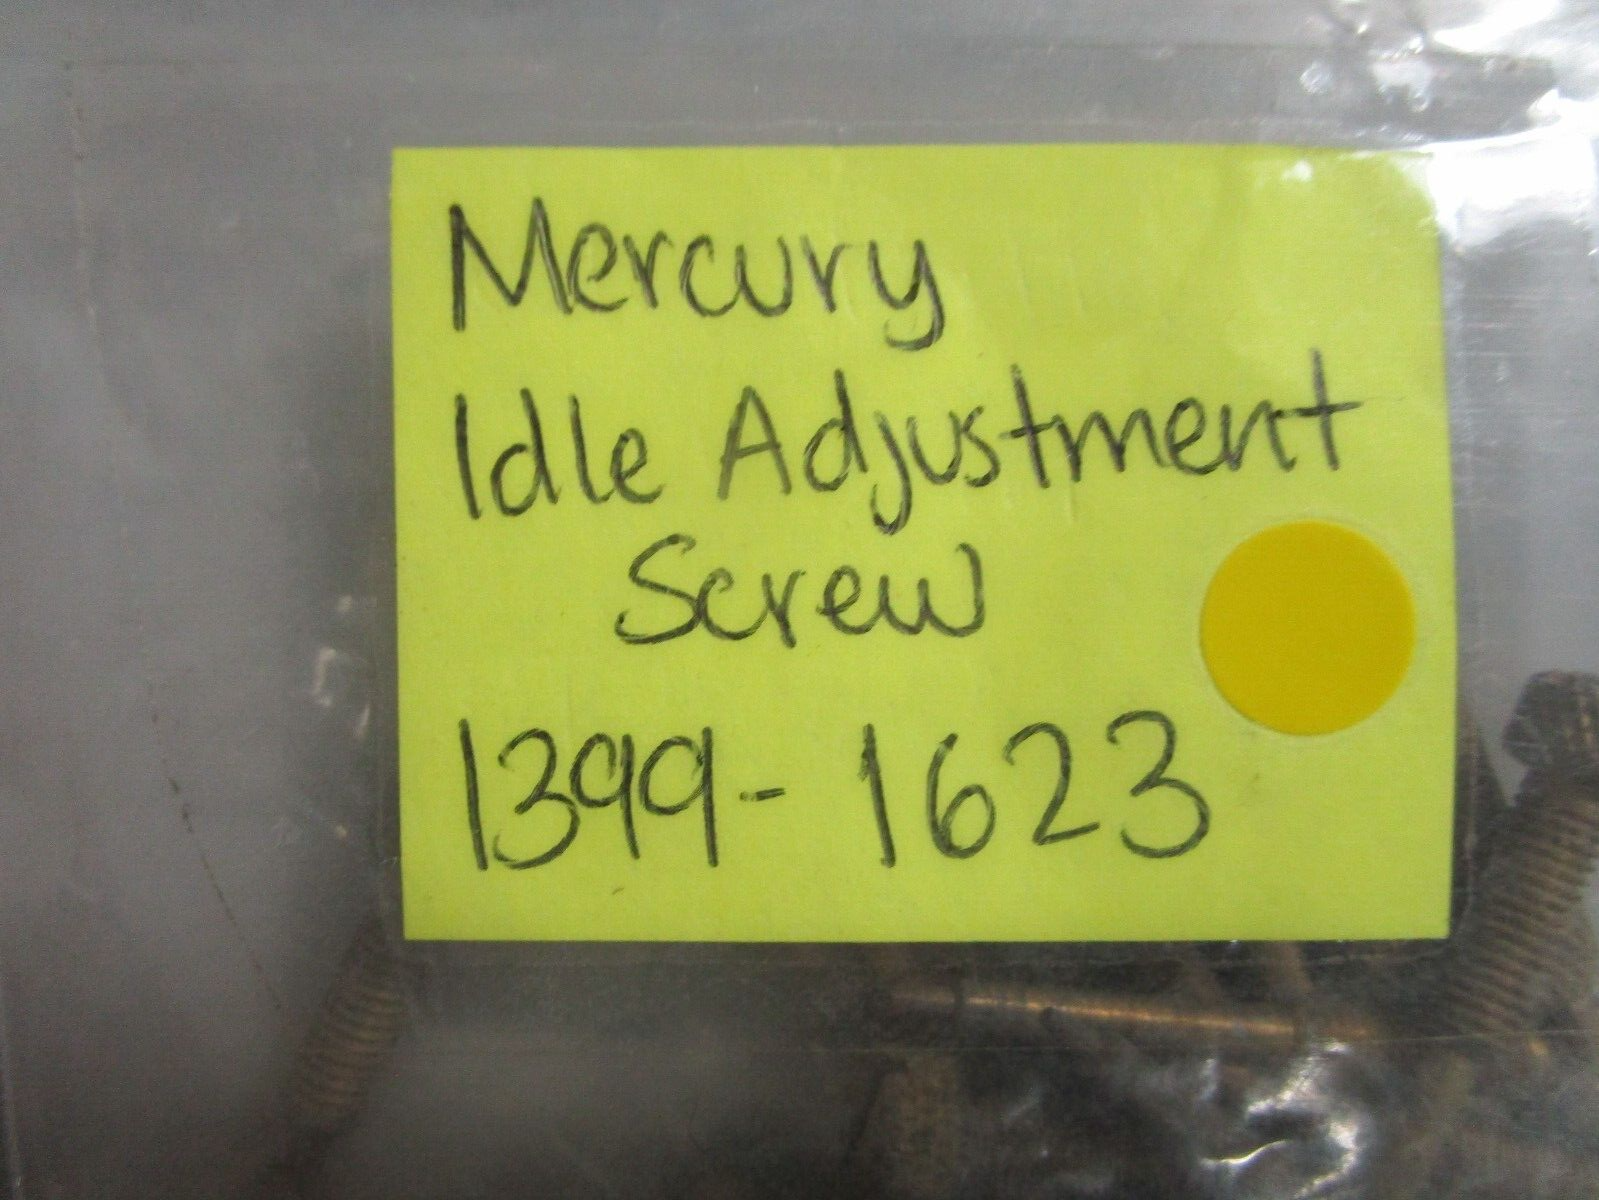 Mercury
Idle Adjustment
Screw
1399-1623